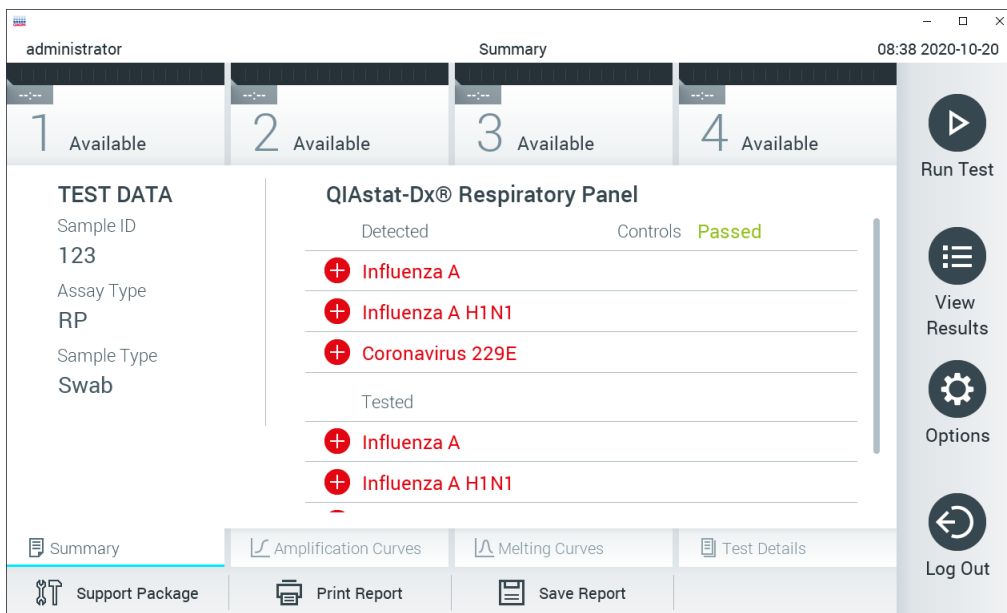 administrator
Summary
08:38 2020-10-20
--:--
--:--
--:--
--:--
1 Available
2 Available
3 Available
4 Available
Run Test
View
Results
Options
Log Out
TEST DATA
Sample ID
123
Assay Type
RP
Sample Type
Swab
QIAstat-Dx® Respiratory Panel
Detected
Controls Passed
Influenza A
Influenza A H1N1
Coronavirus 229E
Tested
Influenza A
Influenza A H1N1
Summary
Amplification Curves
Melting Curves
Test Details
Support Package
Print Report
Save Report